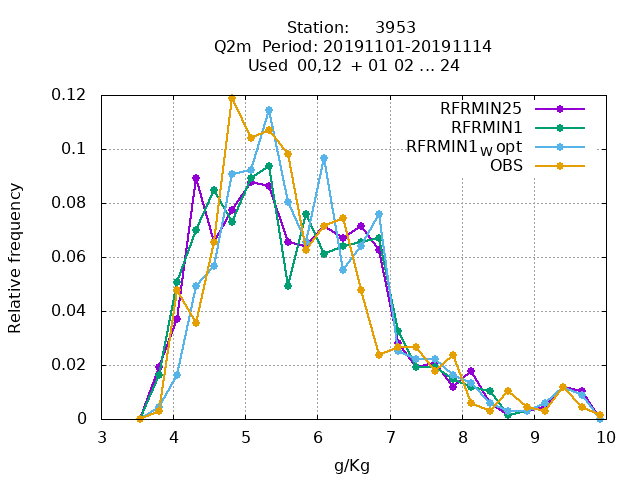 Station: 3953
Q2m Period: 20191101-20191114
Used 00,12 + 01 02 ... 24
RFRMIN25
RFRMIN1
RFRMIN1W opt
OBS
0.12
0.1
0.08
0.06
0.04
0.02
0
Relative frequency
3 4 5 6 7 8 9 10
g/Kg